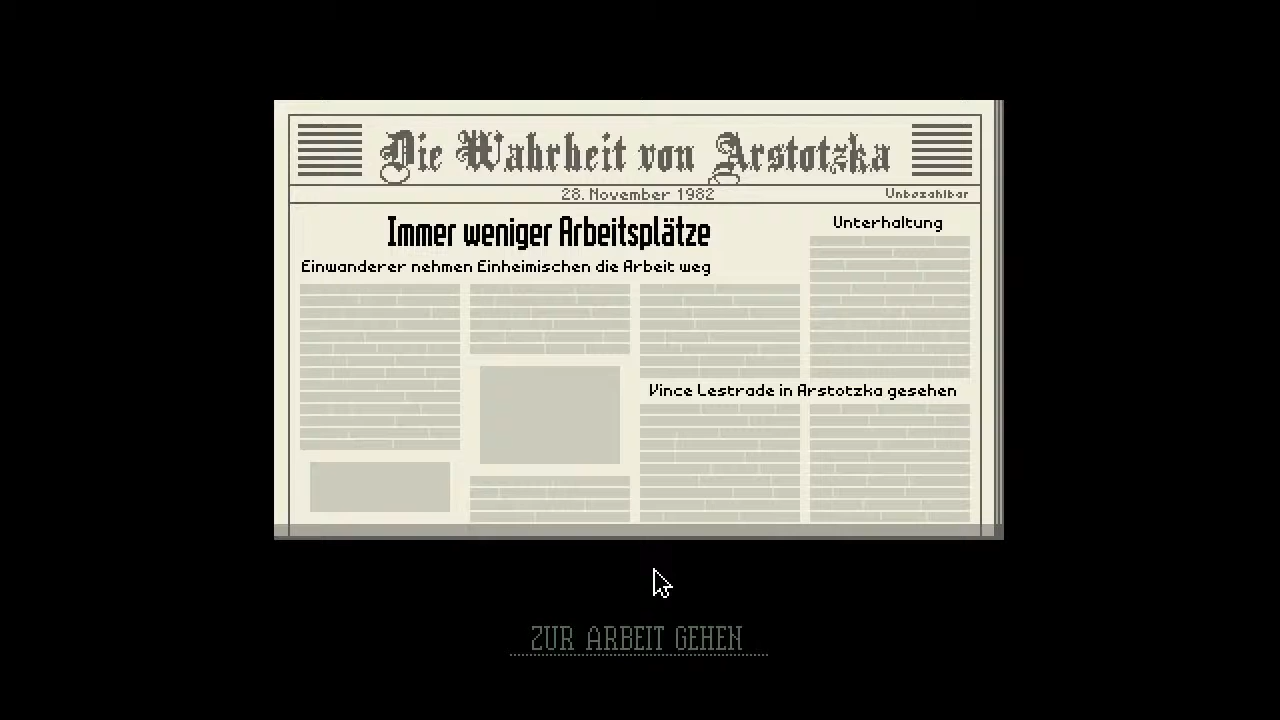 Die Wahrheit von Arstotzka
28. November 1982
Unbezahlbar
Immer weniger Arbeitsplätze
Einwanderer nehmen Einheimischen die Arbeit weg
Unterhaltung
Vince Lestrade in Arstotzka gesehen
ZUR ARBEIT GEHEN